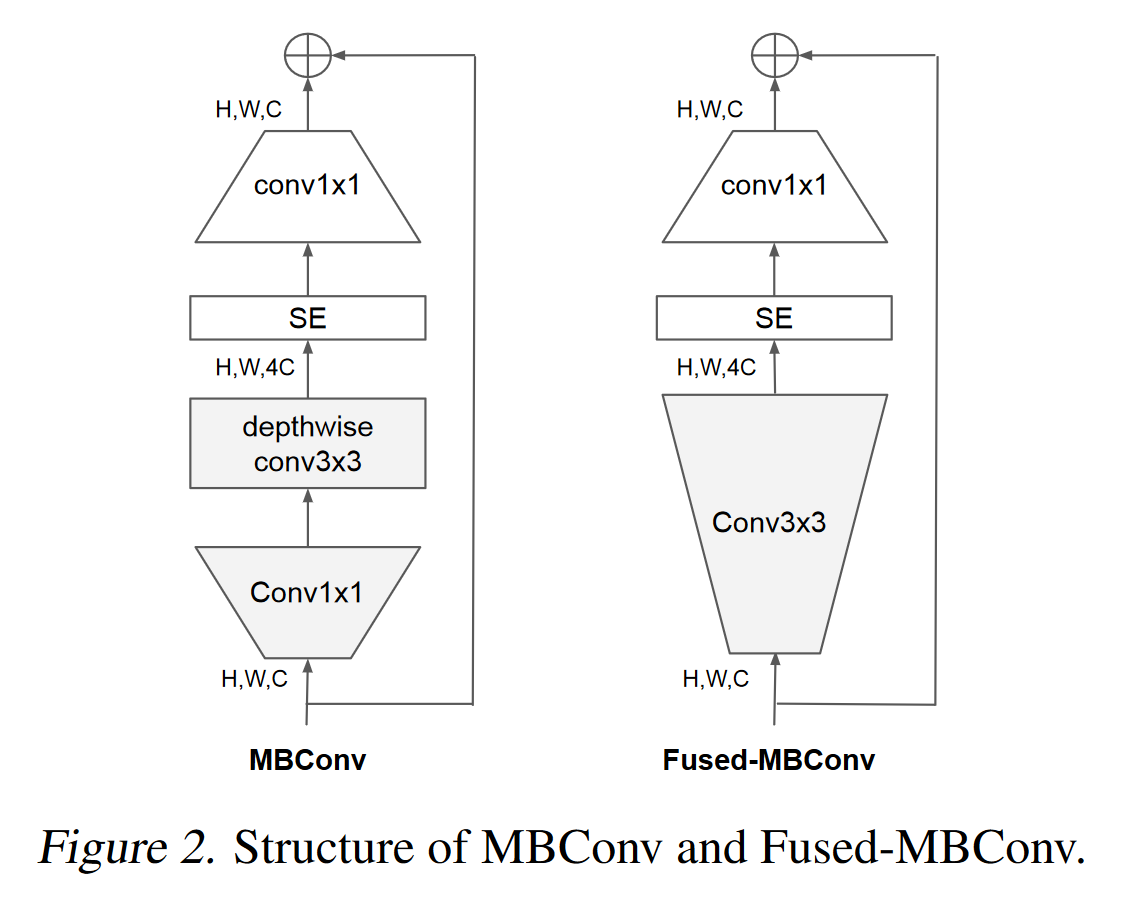 H,W,C
conv1x1
SE
H,W,4C
depthwise
conv3x3
Conv1x1
H,W,C
MBConv
H,W,C
conv1x1
SE
H,W,4C
Conv3x3
H,W,C
Fused-MBConv
Figure 2. Structure of MBConv and Fused-MBConv.